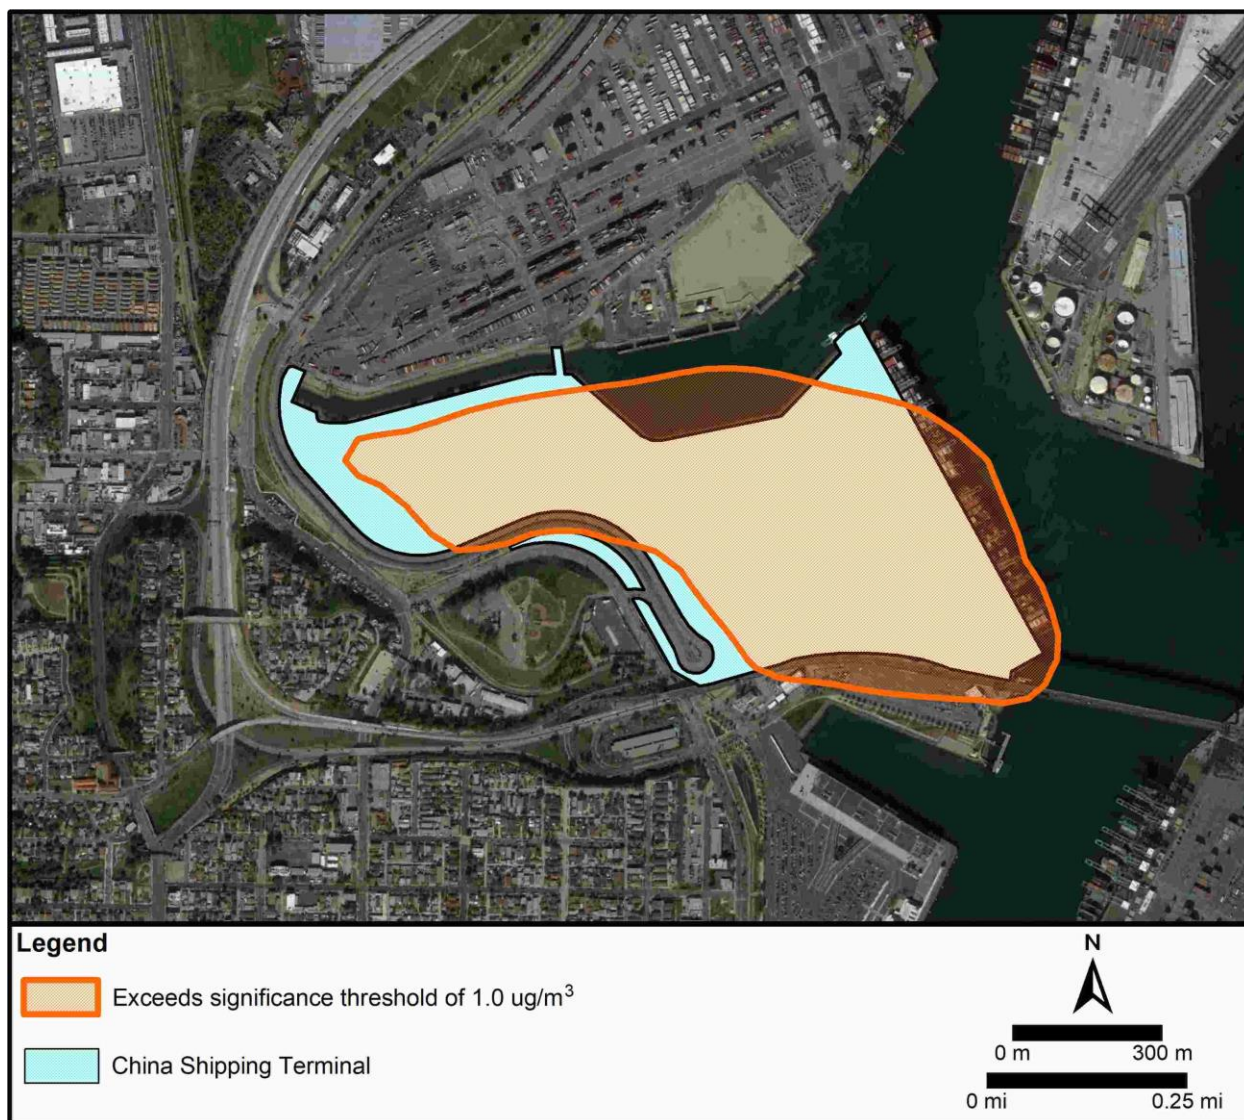 Legend
Exceeds significance threshold of 1.0 ug/m³
China Shipping Terminal
N
0 m 300 m
0 mi 0.25 mi